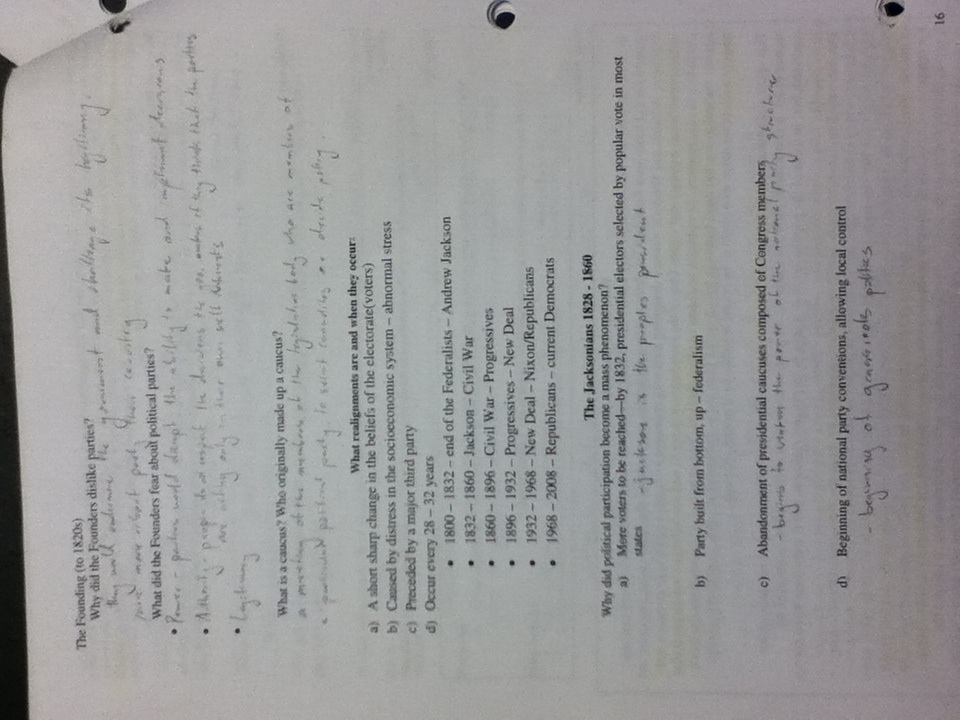 The Founding (to 1820s)
Why did the Founders dislike parties?
they would undermine the government and challenge its legitimacy.
more about party
What did the Founders fear about political parties?
• Power - parties would disrupt the ability to make and implement decisions
• Authority - people do not respect the decisions the gov. makes if they think that the parties
are acting only in their own self interests
• Legitimacy
What is a caucus? Who originally made up a caucus?
a meeting of the members of the legislative body who are members of
a particular political party, to select candidates or decide policy.
What realignments are and when they occur:
a) A short sharp change in the beliefs of the electorate(voters)
b) Caused by distress in the socioeconomic system – abnormal stress
c) Preceded by a major third party
d) Occur every 28 – 32 years
• 1800 – 1832 – end of the Federalists – Andrew Jackson
• 1832 – 1860 – Jackson – Civil War
• 1860 – 1896 – Civil War – Progressives
• 1896 – 1932 – Progressives – New Deal
• 1932 – 1968 – New Deal – Nixon/Republicans
• 1968 – 2008 – Republicans – current Democrats
The Jacksonians 1828 - 1860
Why did political participation become a mass phenomenon?
a) More voters to be reached—by 1832, presidential electors selected by popular vote in most
states - jackson is the peoples president
b) Party built from bottom, up – federalism
c) Abandonment of presidential caucuses composed of Congress members
- begins to weaken the power of the national party structures
d) Beginning of national party conventions, allowing local control
- beginning of grassroots politics
16